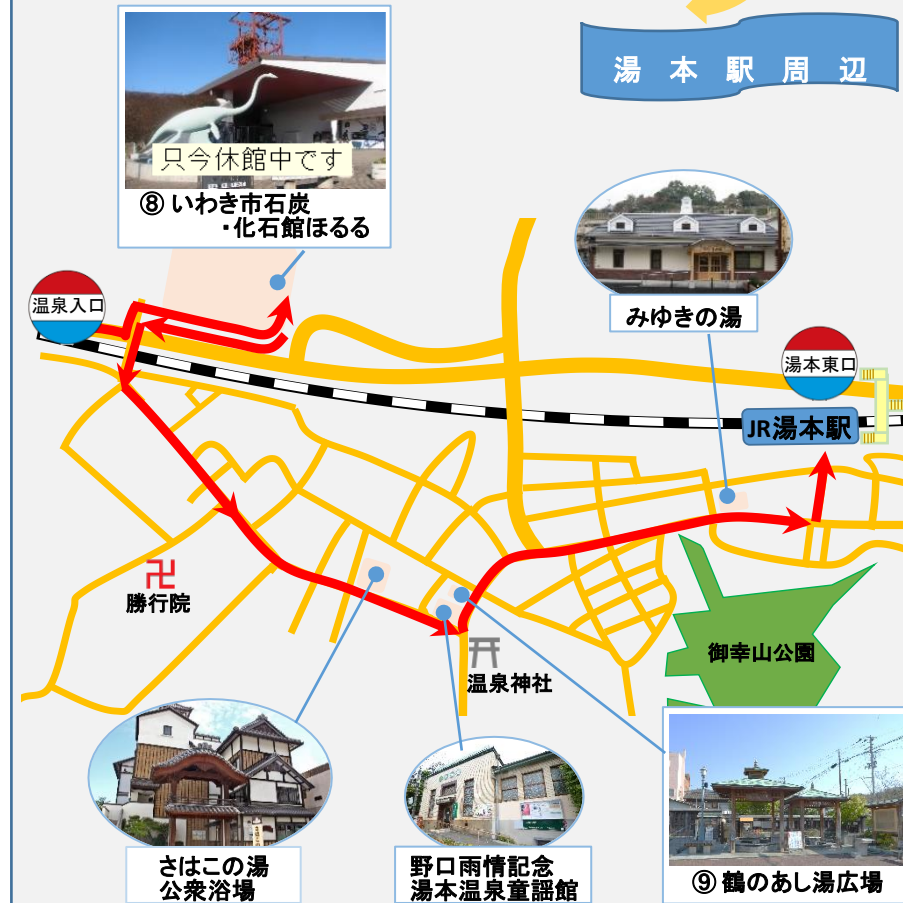 湯本駅周辺
只今休館中です
⑧ いわき市石炭
・化石館ほるる
温泉入口
みゆきの湯
湯本東口
JR湯本駅
勝行院
御幸山公園
温泉神社
さはこの湯
公衆浴場
野口雨情記念
湯本温泉童謡館
⑨ 鶴のあし湯広場